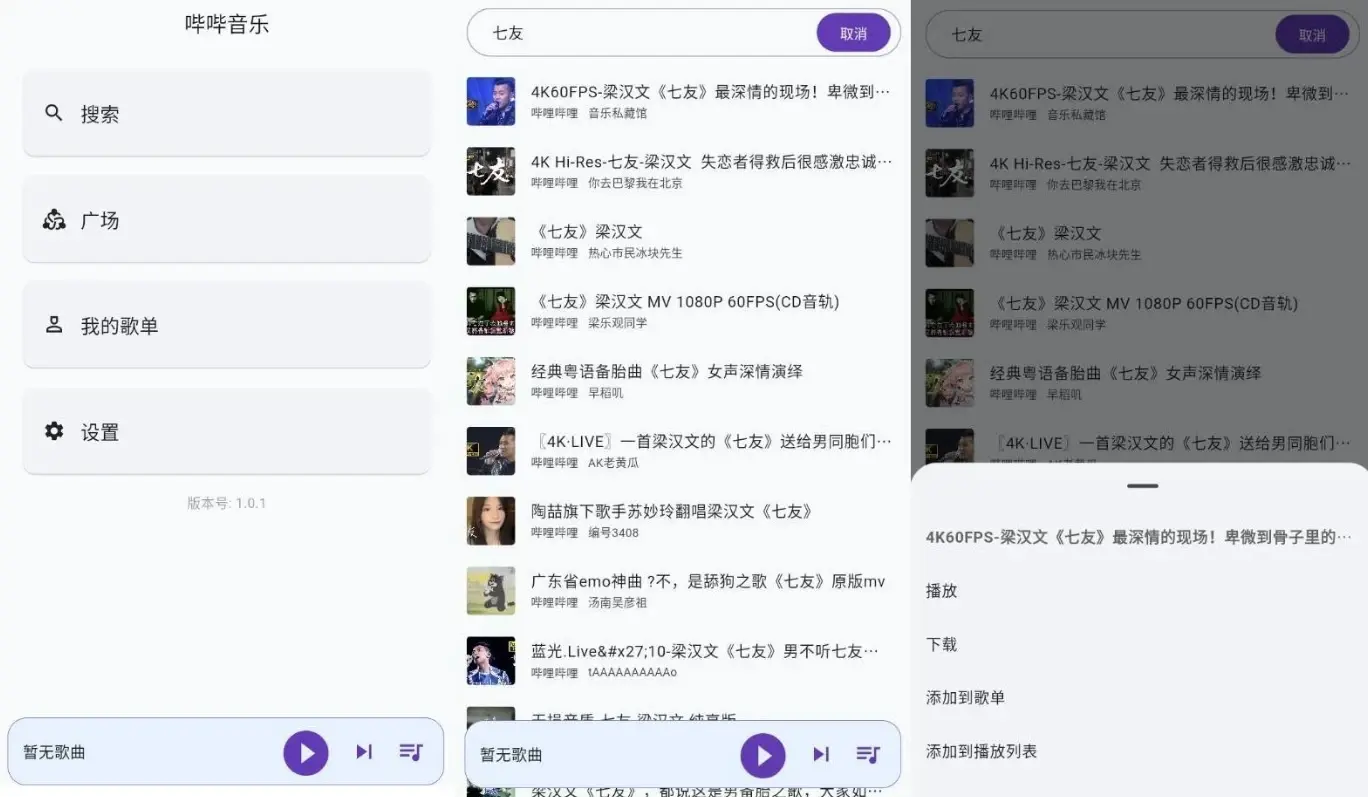 哔哔音乐
搜索
广场
我的歌单
设置
版本号: 1.0.1
暂无歌曲
七友
取消
4K60FPS-梁汉文《七友》最深情的现场！卑微到…
哔哩哔哩 音乐私藏馆
4K Hi-Res-七友-梁汉文 失恋者得救后很感激忠诚…
哔哩哔哩 你去巴黎我在北京
《七友》梁汉文
哔哩哔哩 热心市民冰块先生
《七友》梁汉文 MV 1080P 60FPS(CD音轨)
哔哩哔哩 梁乐观同学
经典粤语备胎曲《七友》女声深情演绎
哔哩哔哩 早稻叽
〖4K·LIVE〗一首梁汉文的《七友》送给男同胞们…
哔哩哔哩 AK老黄瓜
陶喆旗下歌手苏妙玲翻唱梁汉文《七友》
哔哩哔哩 编号3408
广东省emo神曲 ?不，是舔狗之歌《七友》原版mv
哔哩哔哩 汤南吴彦祖
蓝光.Live&#x27;10-梁汉文《七友》男不听七友…
哔哩哔哩 tAAAAAAAAAAo
暂无歌曲
梁汉文《七友》，都说这是男备胎之歌，大家如…
七友
取消
4K60FPS-梁汉文《七友》最深情的现场！卑微到…
哔哩哔哩 音乐私藏馆
4K Hi-Res-七友-梁汉文 失恋者得救后很感激忠诚…
哔哩哔哩 你去巴黎我在北京
《七友》梁汉文
哔哩哔哩 热心市民冰块先生
《七友》梁汉文 MV 1080P 60FPS(CD音轨)
哔哩哔哩 梁乐观同学
经典粤语备胎曲《七友》女声深情演绎
哔哩哔哩 早稻叽
〖4K·LIVE〗一首梁汉文的《七友》送给男同胞们…
4K60FPS-梁汉文《七友》最深情的现场！卑微到骨子里的…
播放
下载
添加到歌单
添加到播放列表